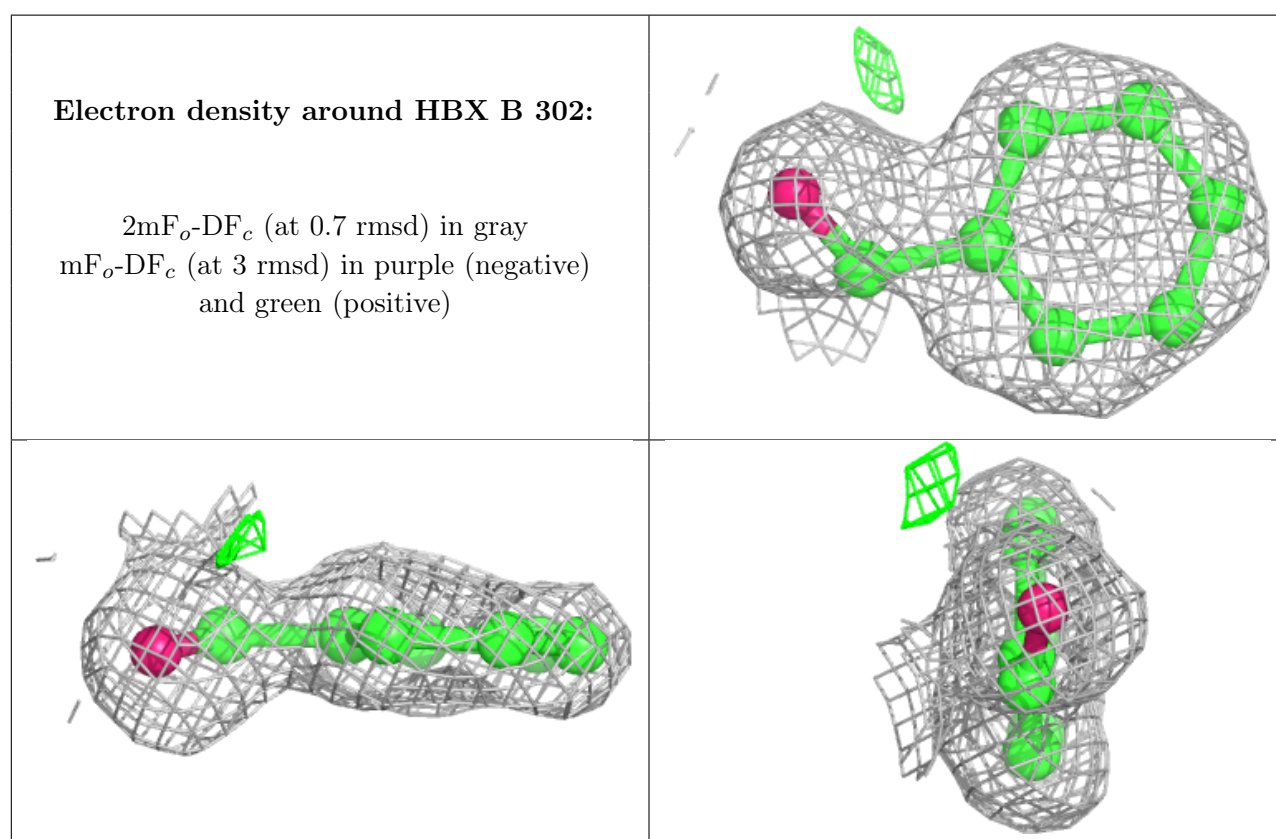 Electron density around HBX B 302:
2mFo-DFc (at 0.7 rmsd) in gray
mFo-DFc (at 3 rmsd) in purple (negative)
and green (positive)